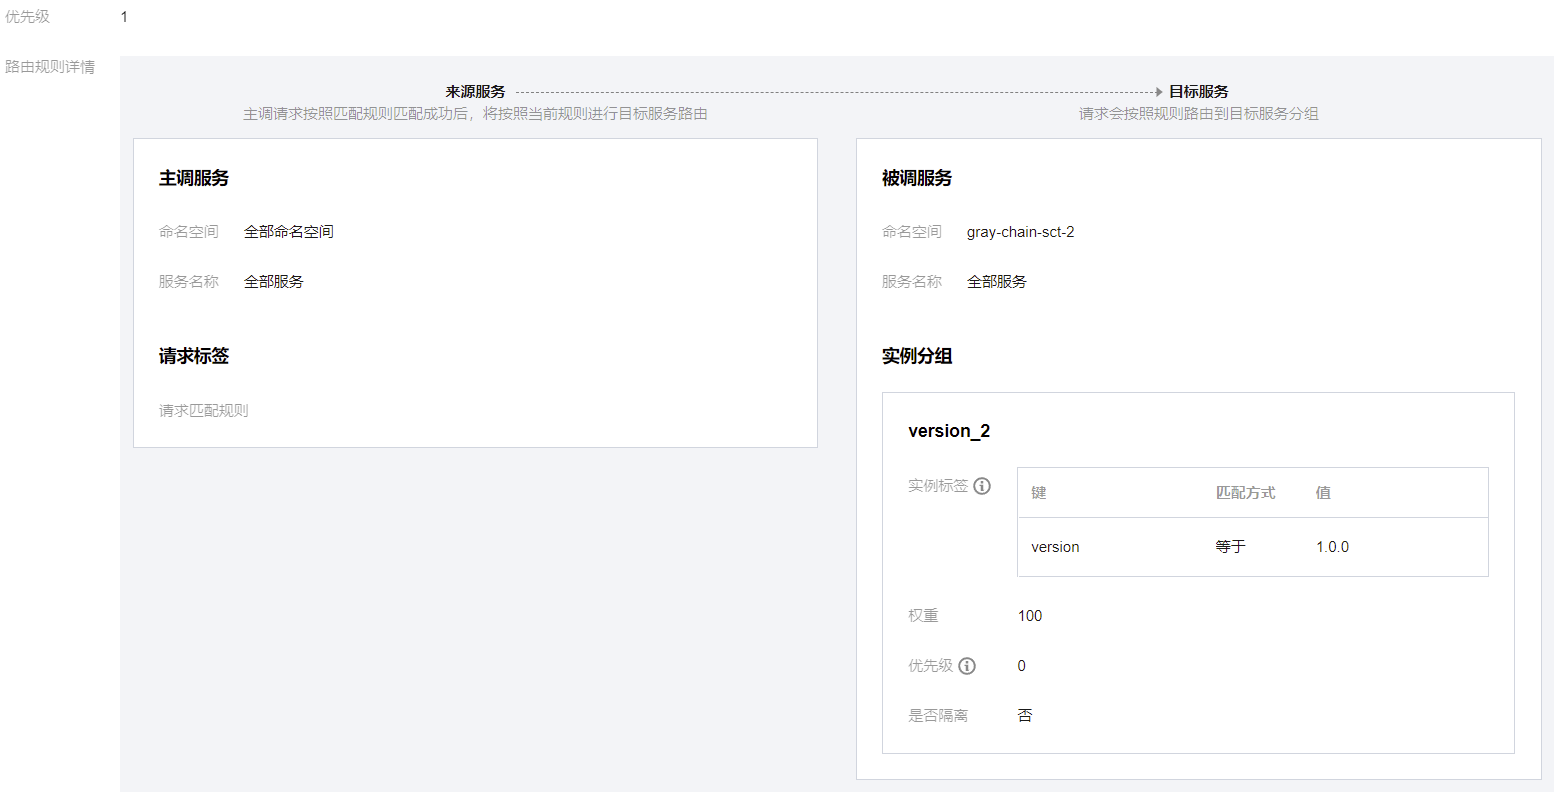 优先级 1
路由规则详情
来源服务 目标服务
主调请求按照匹配规则匹配成功后，将按照当前规则进行目标服务路由
请求会按照规则路由到目标服务分组
主调服务
命名空间 全部命名空间
服务名称 全部服务
请求标签
请求匹配规则
被调服务
命名空间 gray-chain-sct-2
服务名称 全部服务
实例分组
version_2
实例标签
键 匹配方式 值
version 等于 1.0.0
权重 100
优先级 0
是否隔离 否